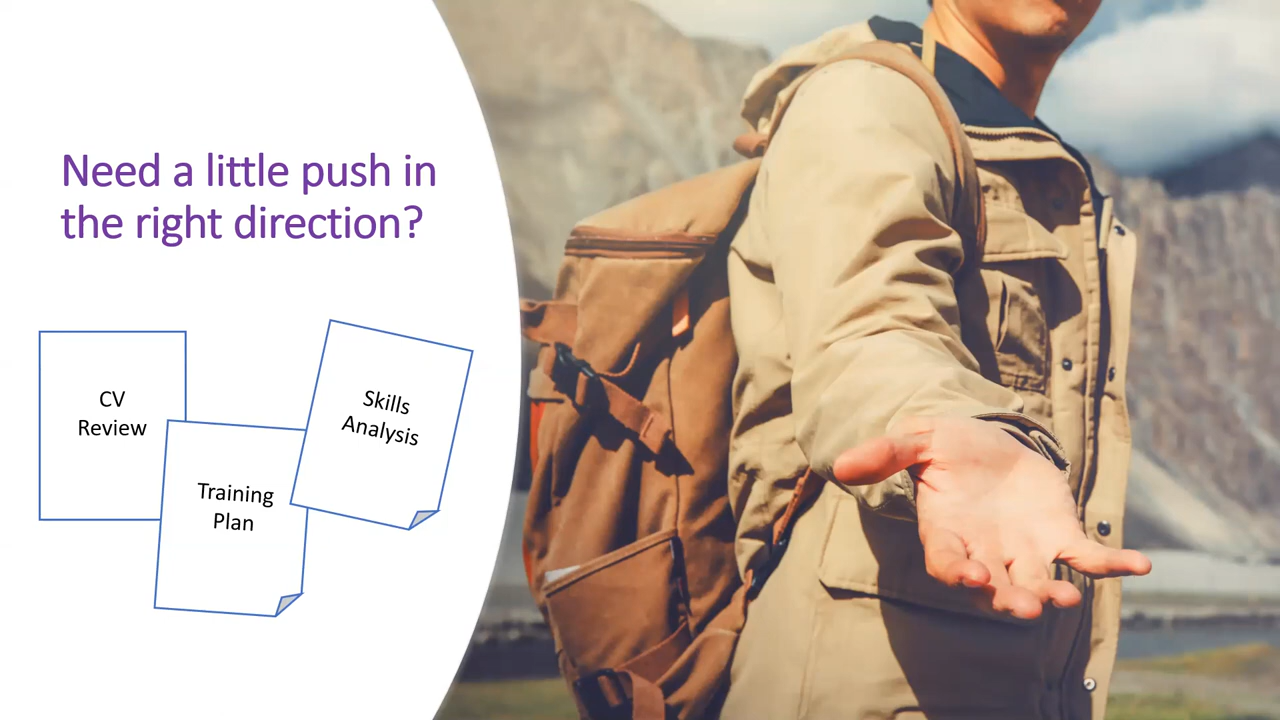 Need a little push in
the right direction?
CV
Review
Training
Plan
Skills
Analysis